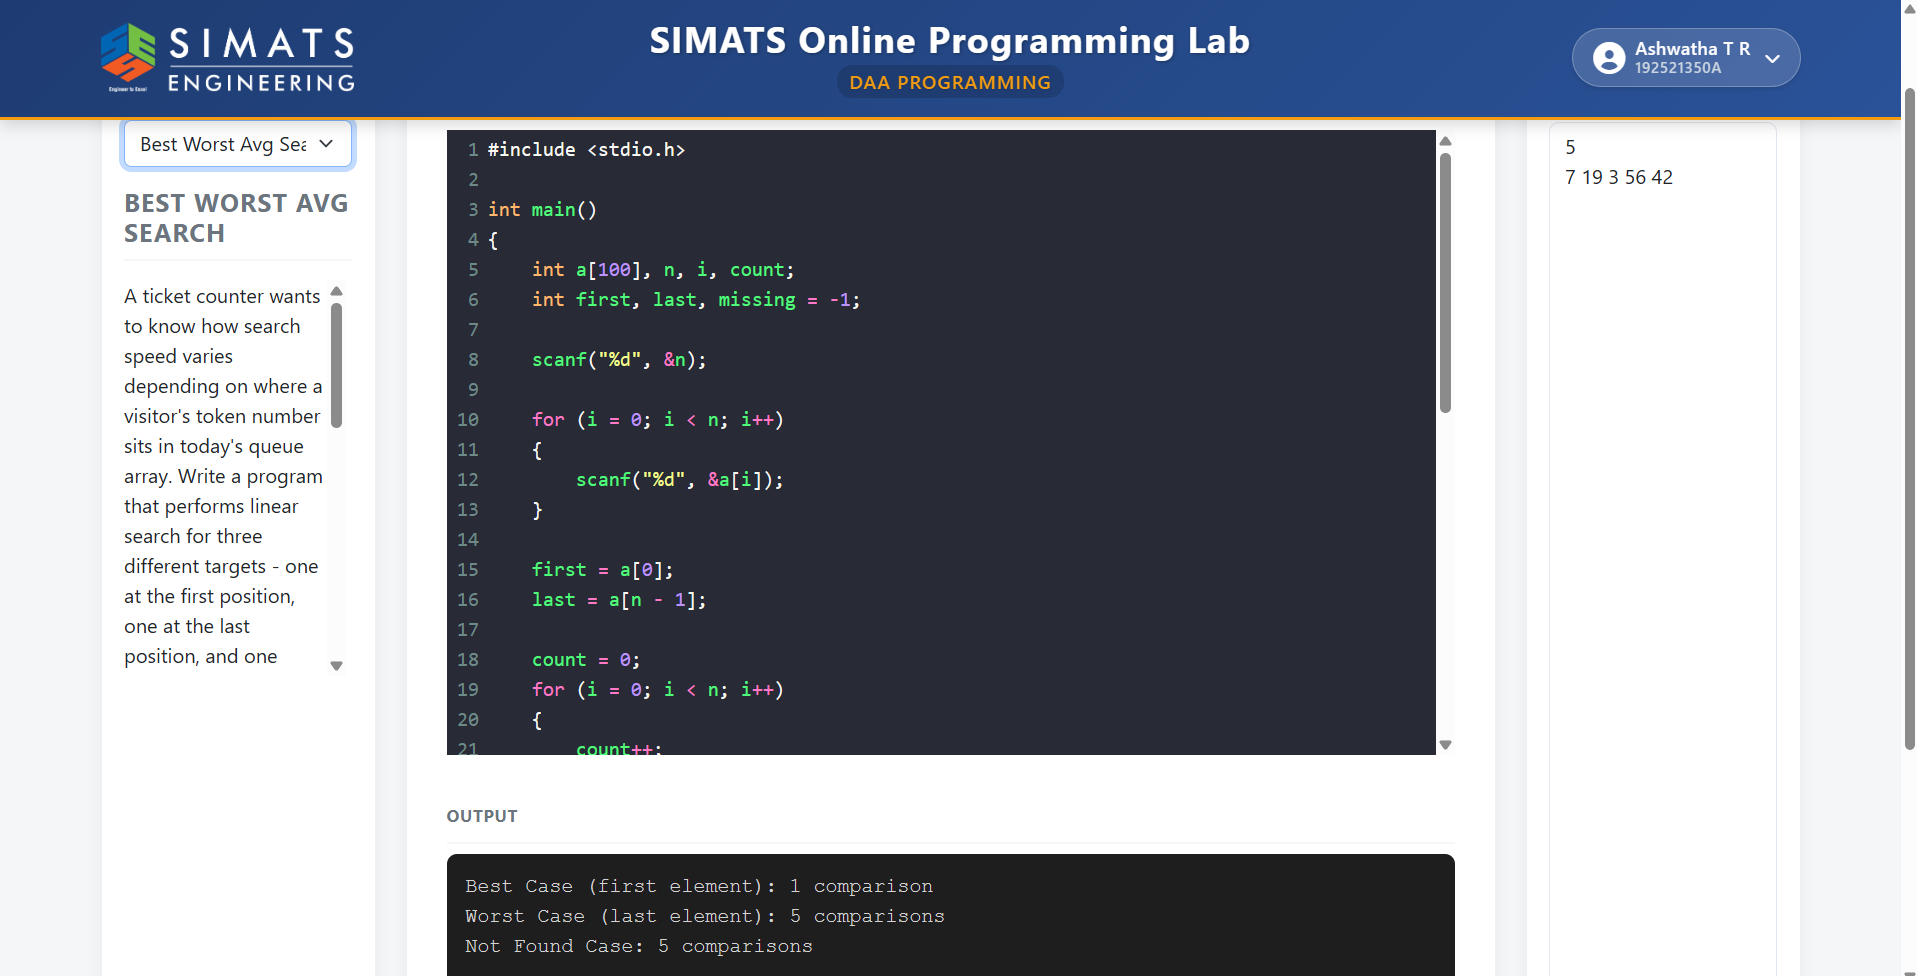 SIMATS
ENGINEERING
Engineer to Excel
SIMATS Online Programming Lab
DAA PROGRAMMING
Ashwatha T R
192521350A
Best Worst Avg Sea
BEST WORST AVG
SEARCH
A ticket counter wants
to know how search
speed varies
depending on where a
visitor's token number
sits in today's queue
array. Write a program
that performs linear
search for three
different targets - one
at the first position,
one at the last
position, and one
1 #include <stdio.h>
2
3 int main()
4 {
5     int a[100], n, i, count;
6     int first, last, missing = -1;
7
8     scanf("%d", &n);
9
10     for (i = 0; i < n; i++)
11     {
12         scanf("%d", &a[i]);
13     }
14
15     first = a[0];
16     last = a[n - 1];
17
18     count = 0;
19     for (i = 0; i < n; i++)
20     {
21         count++;
OUTPUT
Best Case (first element): 1 comparison
Worst Case (last element): 5 comparisons
Not Found Case: 5 comparisons
5
7 19 3 56 42